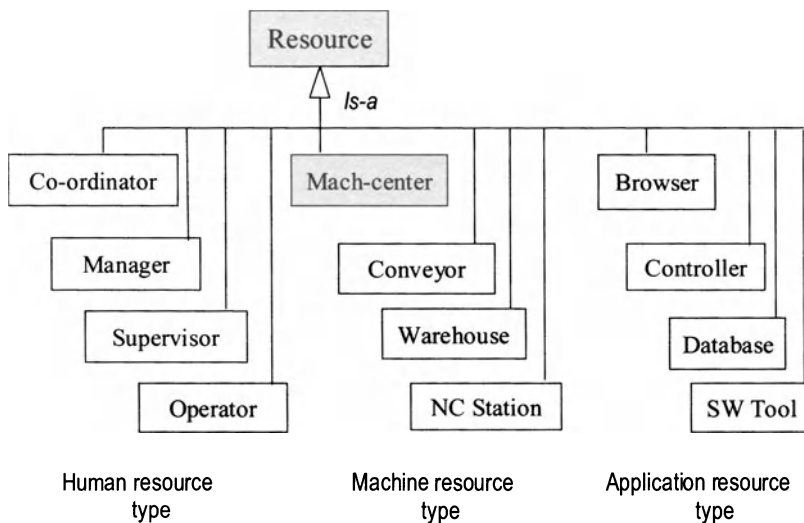 Resource
Is-a
Co-ordinator
Mach-center
Browser
Manager
Conveyor
Controller
Supervisor
Warehouse
Database
Operator
NC Station
SW Tool
Human resource
type
Machine resource
type
Application resource
type